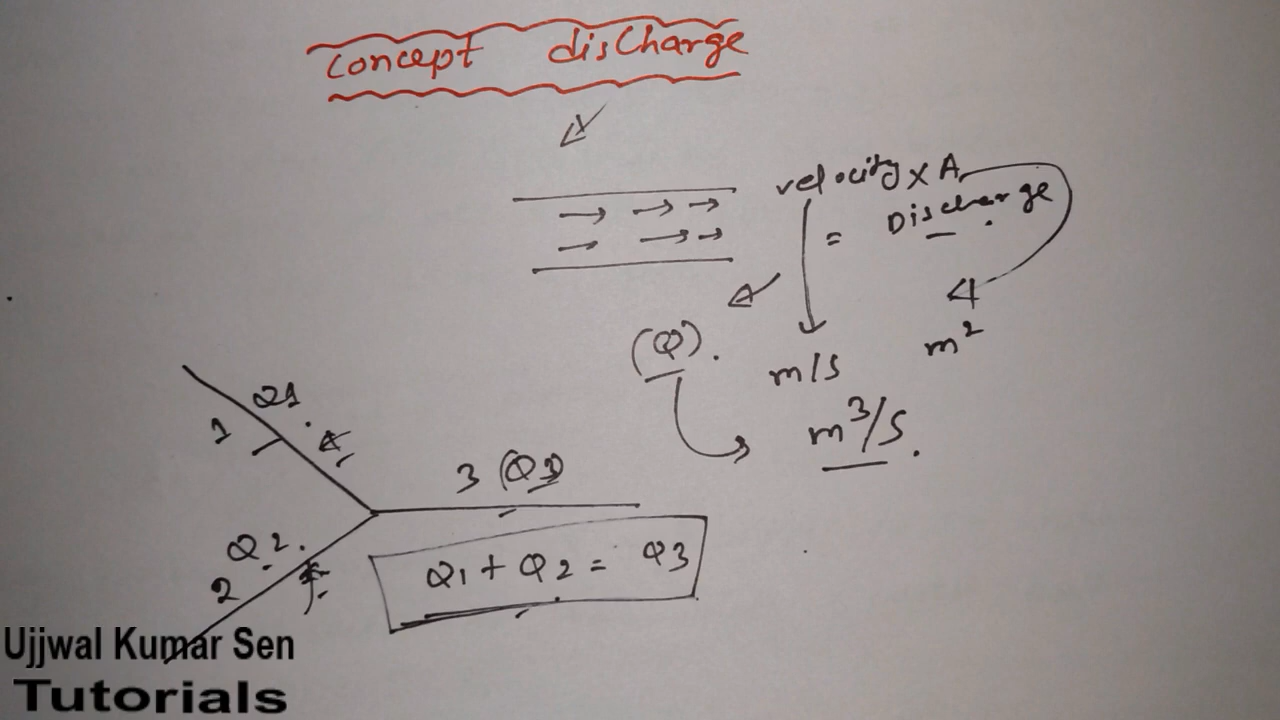 concept discharge
velocity x A
= Discharge
(Q).
m/s
m²
m³/s.
Q1
1
3 (Q3)
Q2.
2
Q1 + Q2 = Q3
Ujjwal Kumar Sen
Tutorials